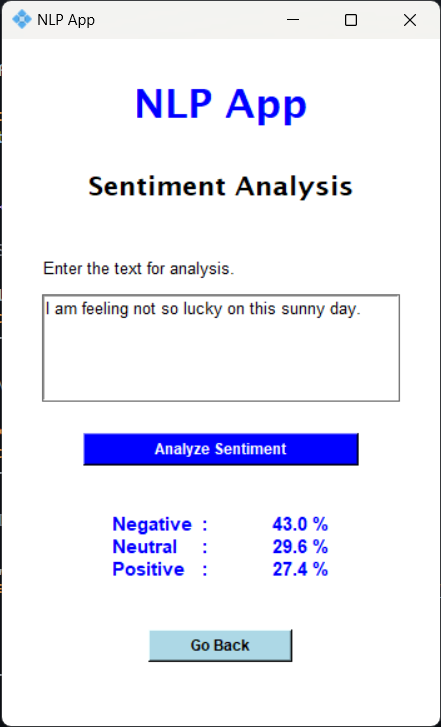 NLP App
NLP App
Sentiment Analysis
Enter the text for analysis.
I am feeling not so lucky on this sunny day.
Analyze Sentiment
Negative : 43.0 %
Neutral : 29.6 %
Positive : 27.4 %
Go Back